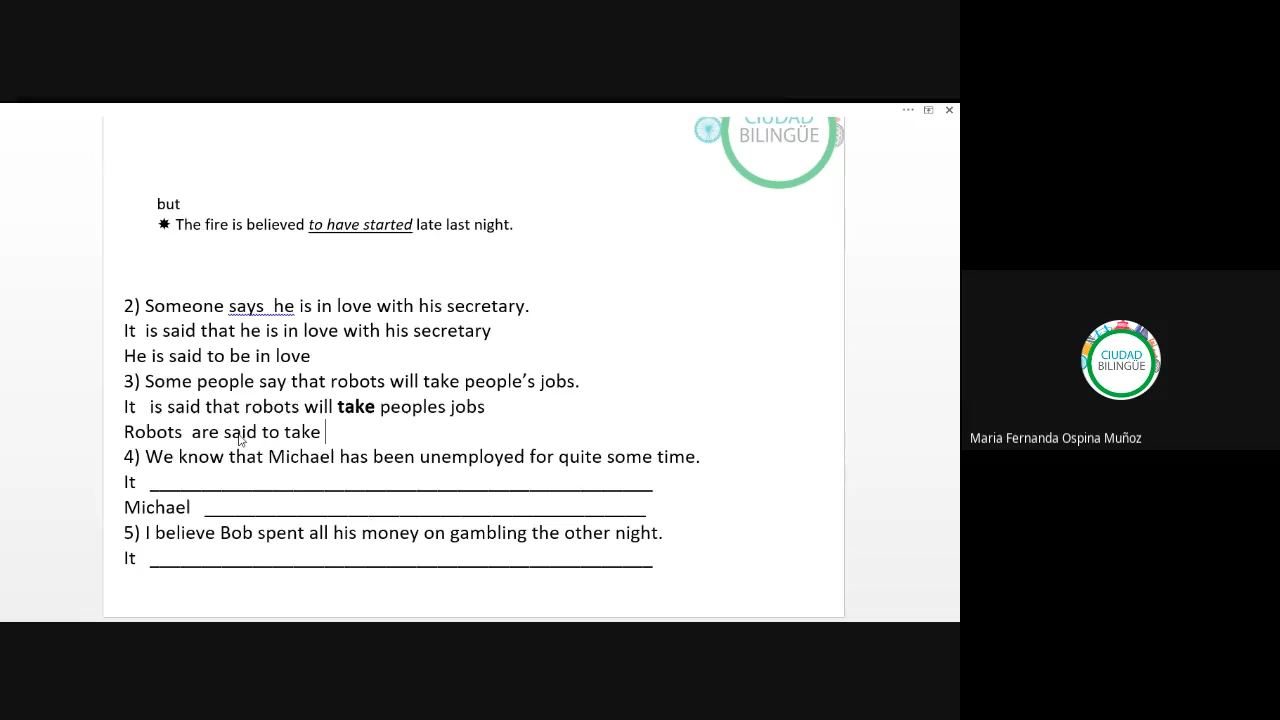 CIUDAD
BILINGÜE
but
✸ The fire is believed to have started late last night.
2) Someone says  he is in love with his secretary.
It  is said that he is in love with his secretary
He is said to be in love
3) Some people say that robots will take people’s jobs.
It   is said that robots will take peoples jobs
Robots  are said to take
4) We know that Michael has been unemployed for quite some time.
It ______________________________________________
Michael ________________________________________
5) I believe Bob spent all his money on gambling the other night.
It ______________________________________________
CIUDAD
BILINGÜE
Maria Fernanda Ospina Muñoz